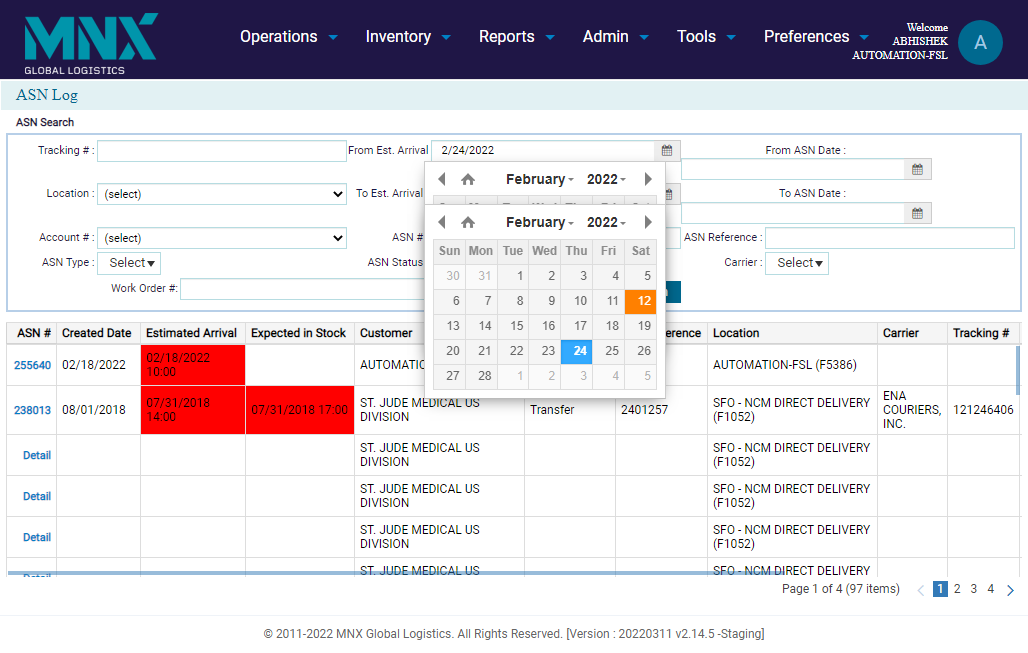 MNX
GLOBAL LOGISTICS
Operations Inventory Reports Admin Tools Preferences
Welcome
ABHISHEK
AUTOMATION-FSL
A
ASN Log
ASN Search
Tracking # : From Est. Arrival 2/24/2022 From ASN Date :
February 2022
Location : (select) To Est. Arrival To ASN Date :
February 2022
Account # : (select) ASN # ASN Reference :
ASN Type : Select ASN Status Carrier : Select
Work Order #:
Sun Mon Tue Wed Thu Fri Sat
30 31 1 2 3 4 5
6 7 8 9 10 11 12
13 14 15 16 17 18 19
20 21 22 23 24 25 26
27 28 1 2 3 4 5
ASN # Created Date Estimated Arrival Expected in Stock Customer erence Location Carrier Tracking #
255640 02/18/2022 02/18/2022 10:00 AUTOMATIC AUTOMATION-FSL (F5386)
238013 08/01/2018 07/31/2018 14:00 07/31/2018 17:00 ST. JUDE MEDICAL US DIVISION Transfer 2401257 SFO - NCM DIRECT DELIVERY (F1052) ENA COURIERS, INC. 121246406
Detail ST. JUDE MEDICAL US DIVISION SFO - NCM DIRECT DELIVERY (F1052)
Detail ST. JUDE MEDICAL US DIVISION SFO - NCM DIRECT DELIVERY (F1052)
Detail ST. JUDE MEDICAL US DIVISION SFO - NCM DIRECT DELIVERY (F1052)
Detail ST. JUDE MEDICAL US SFO - NCM DIRECT DELIVERY
Page 1 of 4 (97 items) 1 2 3 4
© 2011-2022 MNX Global Logistics. All Rights Reserved. [Version : 20220311 v2.14.5 -Staging]